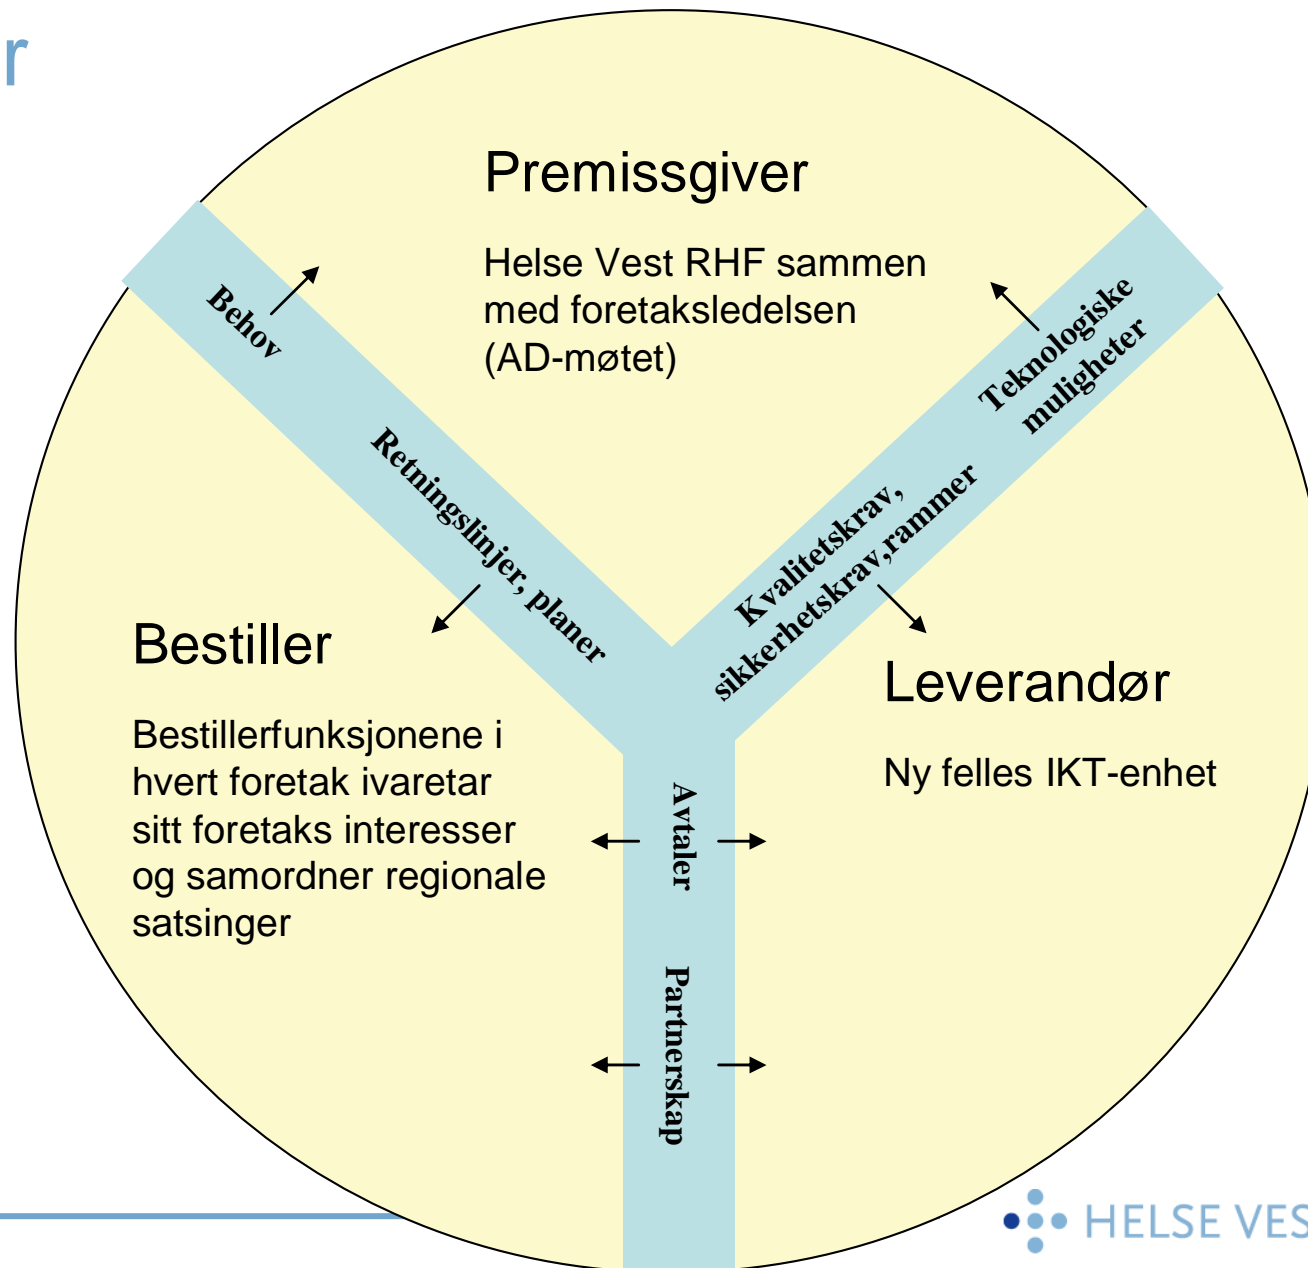 r
Premissgiver
Helse Vest RHF sammen
med foretaksledelsen
(AD-møtet)
Behov
Retningslinjer, planer
Teknologiske
muligheter
Kvalitetskrav,
sikkerhetskrav,rammer
Bestiller
Bestillerfunksjonene i
hvert foretak ivaretar
sitt foretaks interesser
og samordner regionale
satsinger
Leverandør
Ny felles IKT-enhet
Avtaler
Partnerskap
HELSE VES